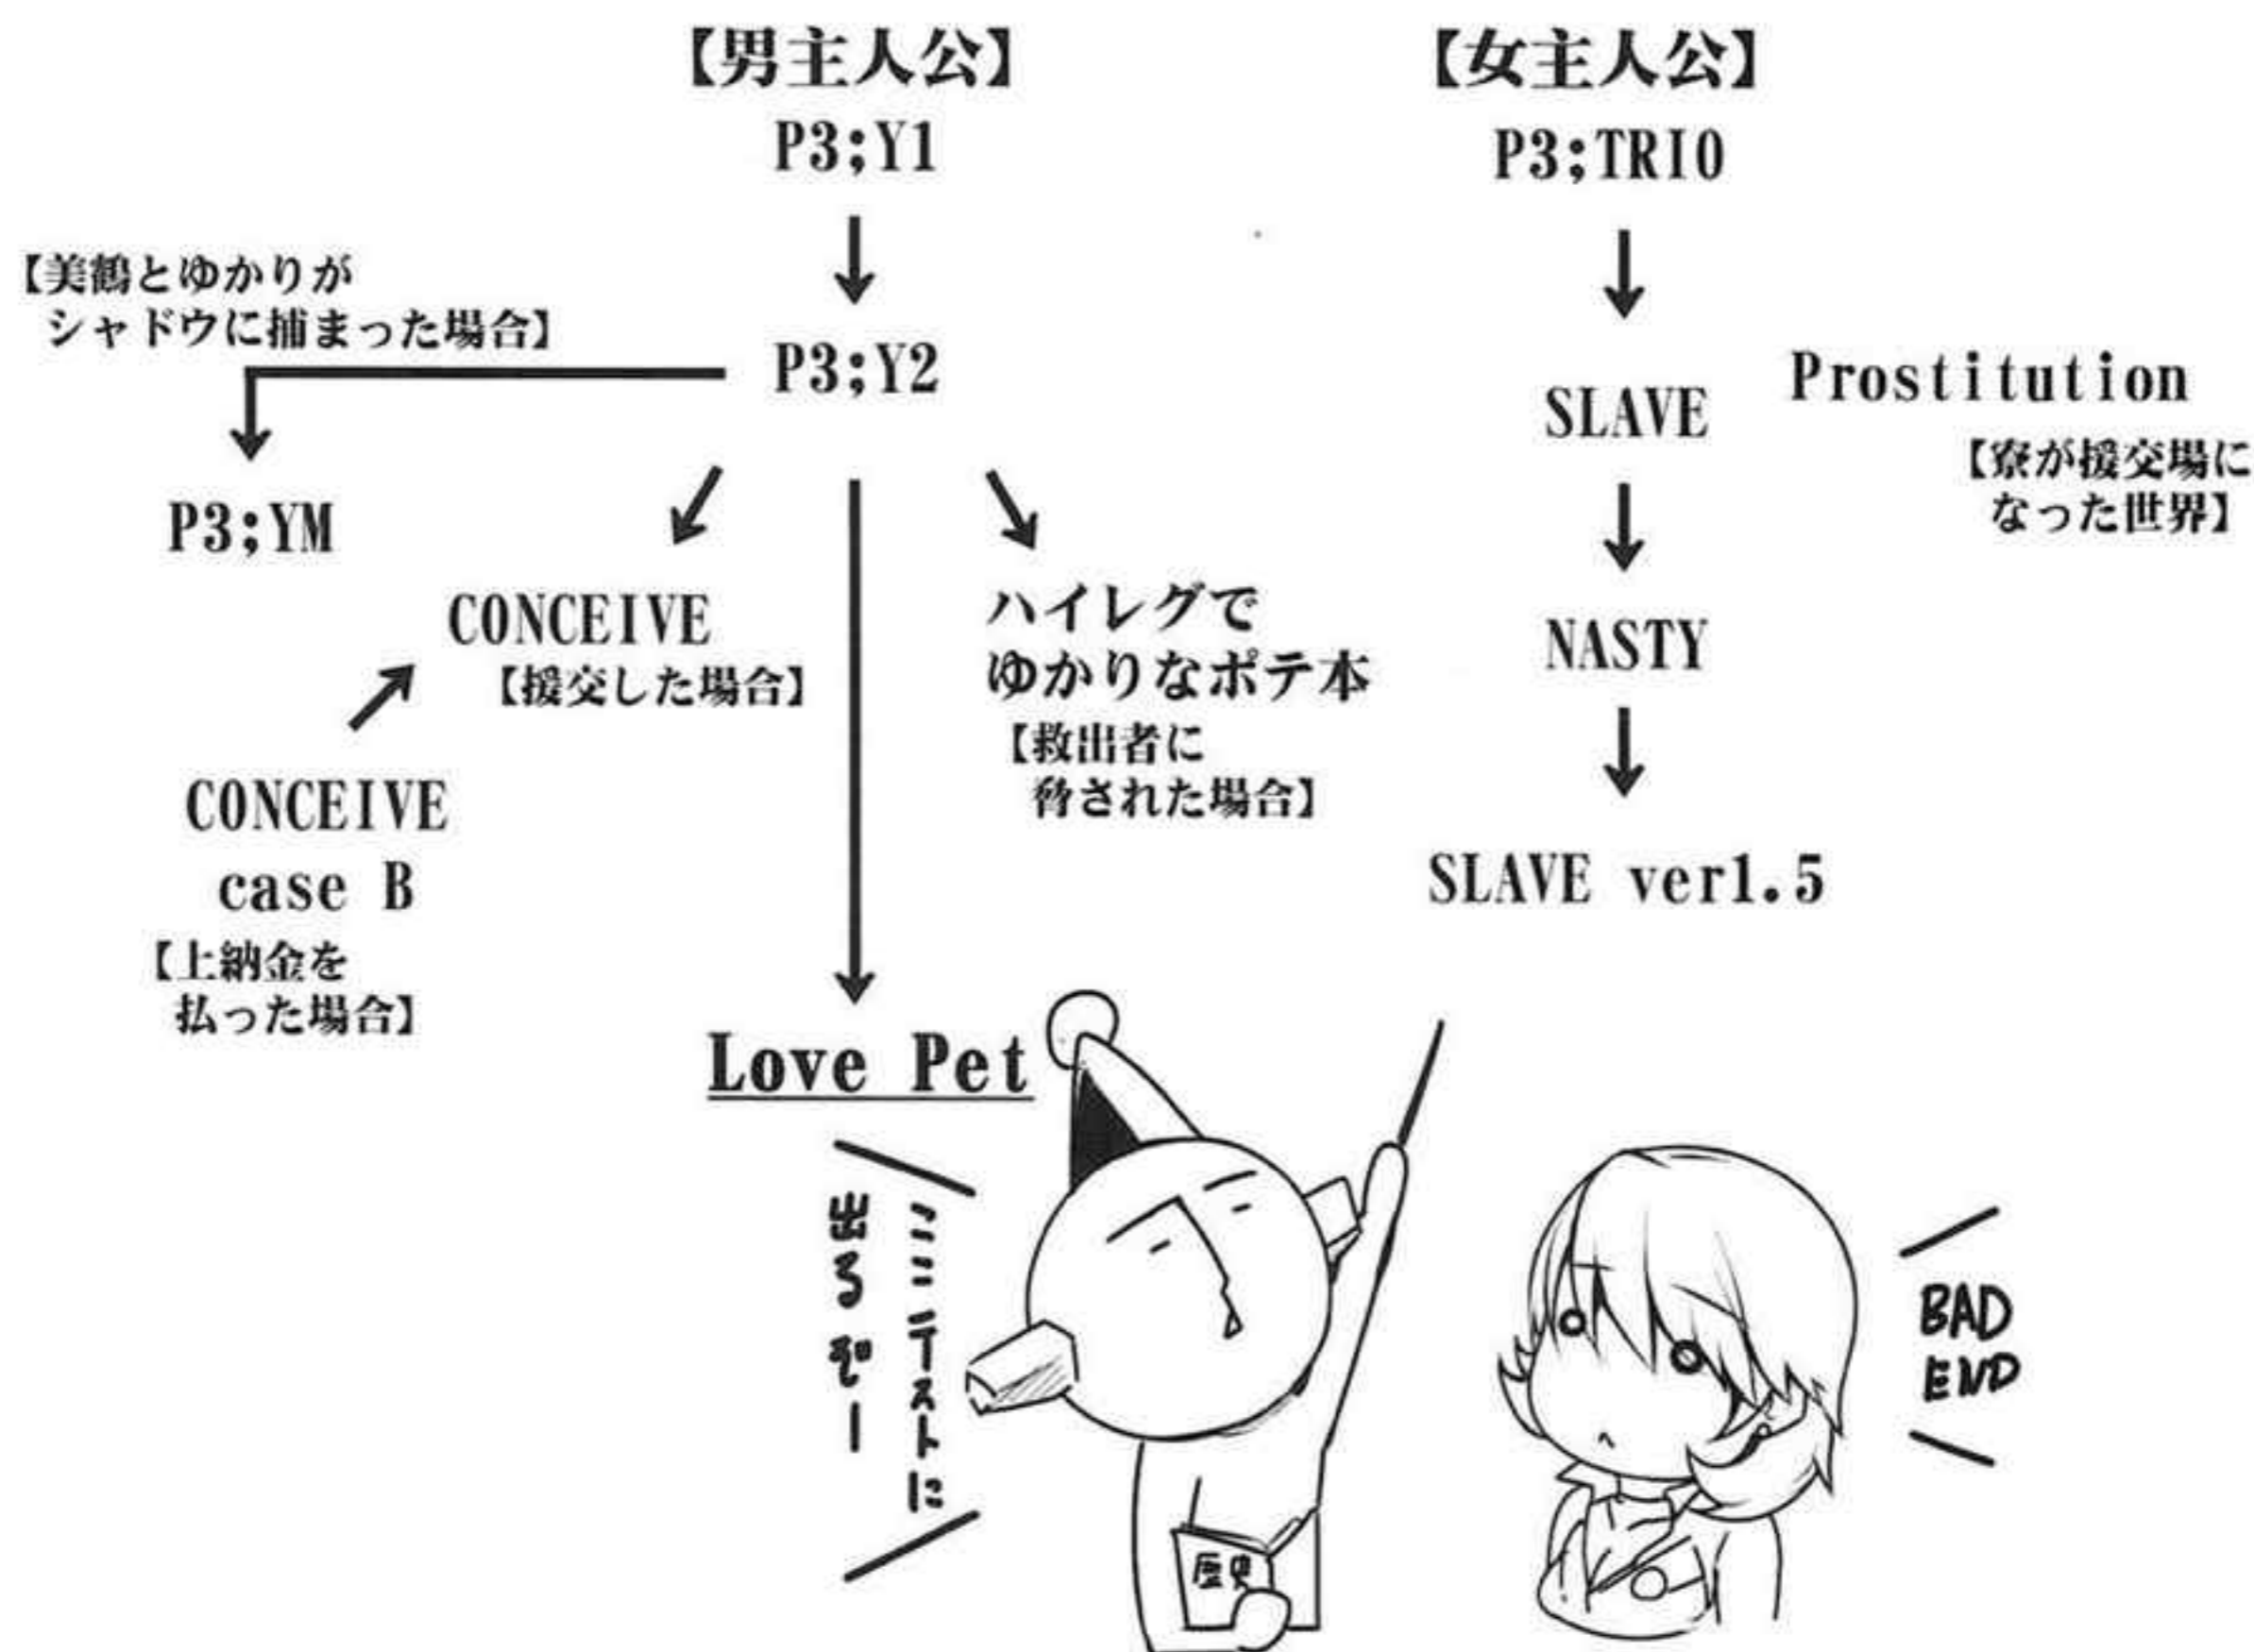 【男主人公】
P3;Y1
【美鶴とゆかりが
シャドウに捕まった場合】
P3;Y2
P3;YM
CONCEIVE
【援交した場合】
ハイレグで
ゆかりなポテ本
【救出者に
脅された場合】
CONCEIVE
case B
【上納金を
払った場合】
Love Pet
【女主人公】
P3;TRIO
SLAVE
Prostitution
【寮が援交場に
なった世界】
NASTY
SLAVE ver1.5
ここテストに
出るぞー
歴史
BAD
END